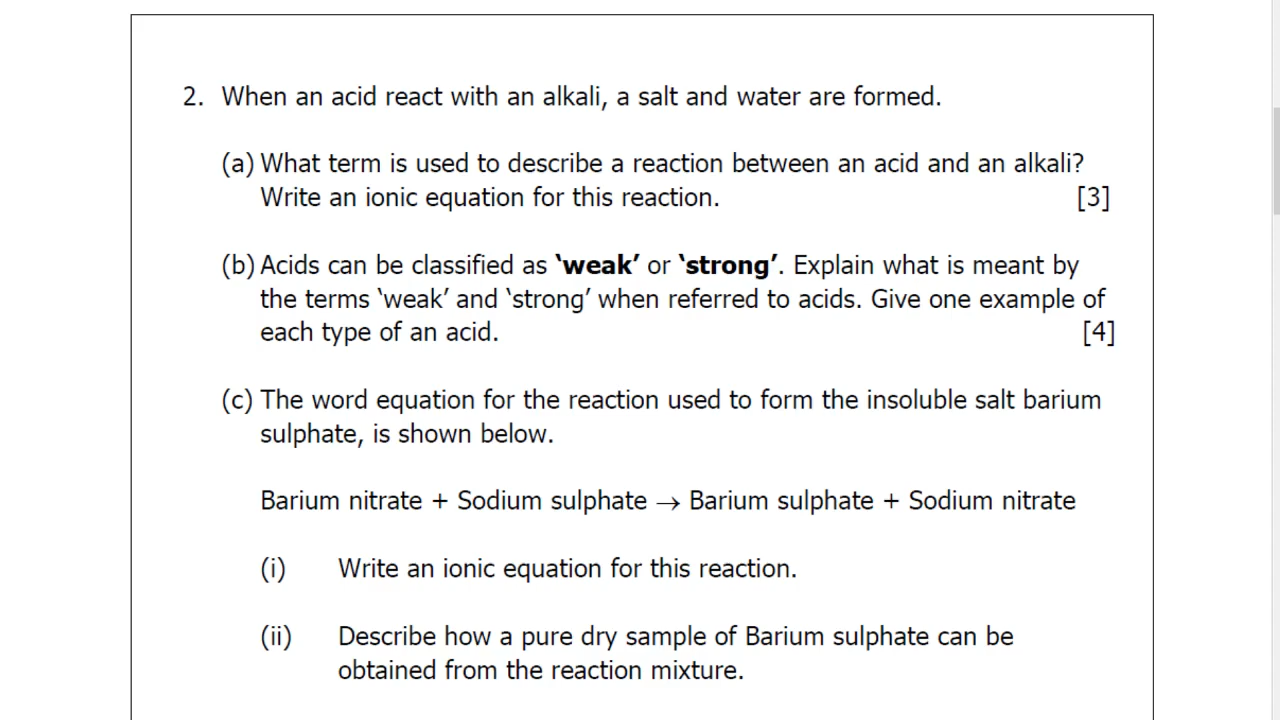 2. When an acid react with an alkali, a salt and water are formed.
(a) What term is used to describe a reaction between an acid and an alkali?
Write an ionic equation for this reaction. [3]
(b) Acids can be classified as ‘weak’ or ‘strong’. Explain what is meant by
the terms ‘weak’ and ‘strong’ when referred to acids. Give one example of
each type of an acid. [4]
(c) The word equation for the reaction used to form the insoluble salt barium
sulphate, is shown below.
Barium nitrate + Sodium sulphate → Barium sulphate + Sodium nitrate
(i) Write an ionic equation for this reaction.
(ii) Describe how a pure dry sample of Barium sulphate can be
obtained from the reaction mixture.